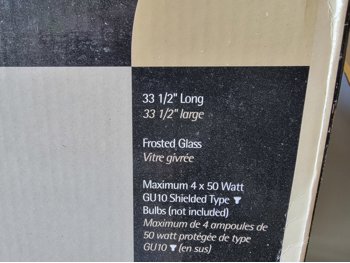 33 1/2" Long
33 1/2" large
Frosted Glass
Vitre givrée
Maximum 4 x 50 Watt
GU10 Shielded Type
Bulbs (not included)
Maximum de 4 ampoules de
50 watt protégée de type
GU10 (en sus)